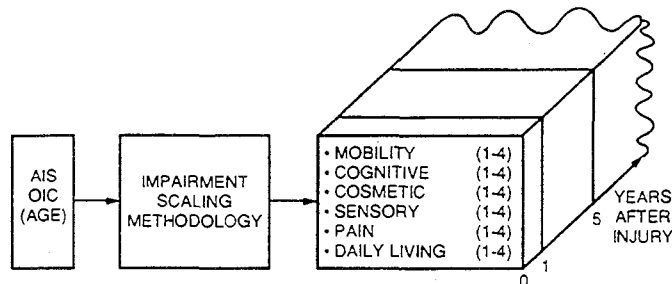 AIS
OIC
(AGE)
IMPAIRMENT
SCALING
METHODOLOGY
• MOBILITY (1-4)
• COGNITIVE (1-4)
• COSMETIC (1-4)
• SENSORY (1-4)
• PAIN (1-4)
• DAILY LIVING (1-4)
0
1
5
YEARS
AFTER
INJURY